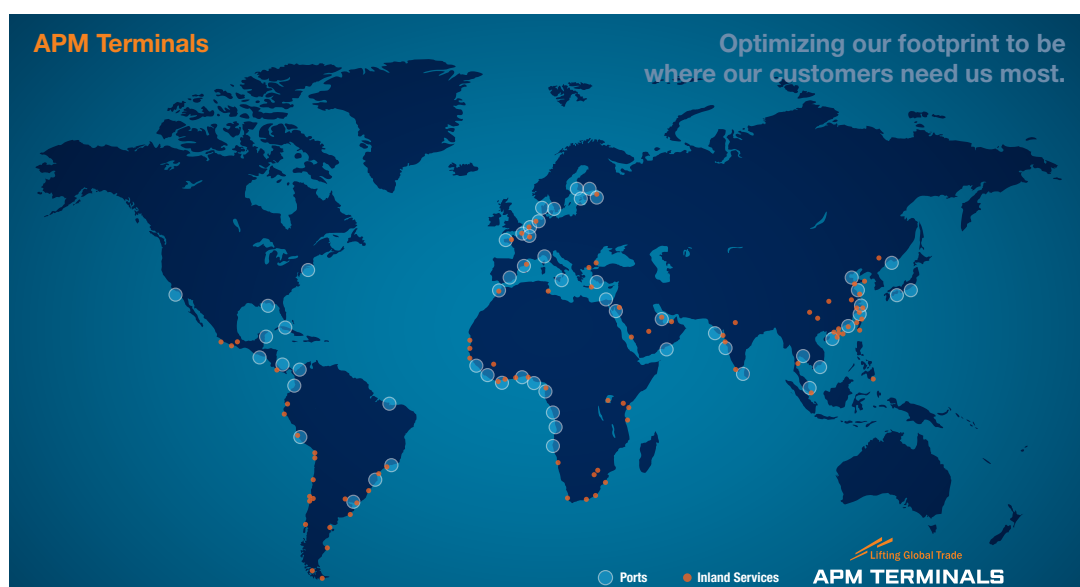 APM Terminals
Optimizing our footprint to be
where our customers need us most.
Ports
Inland Services
Lifting Global Trade
APM TERMINALS